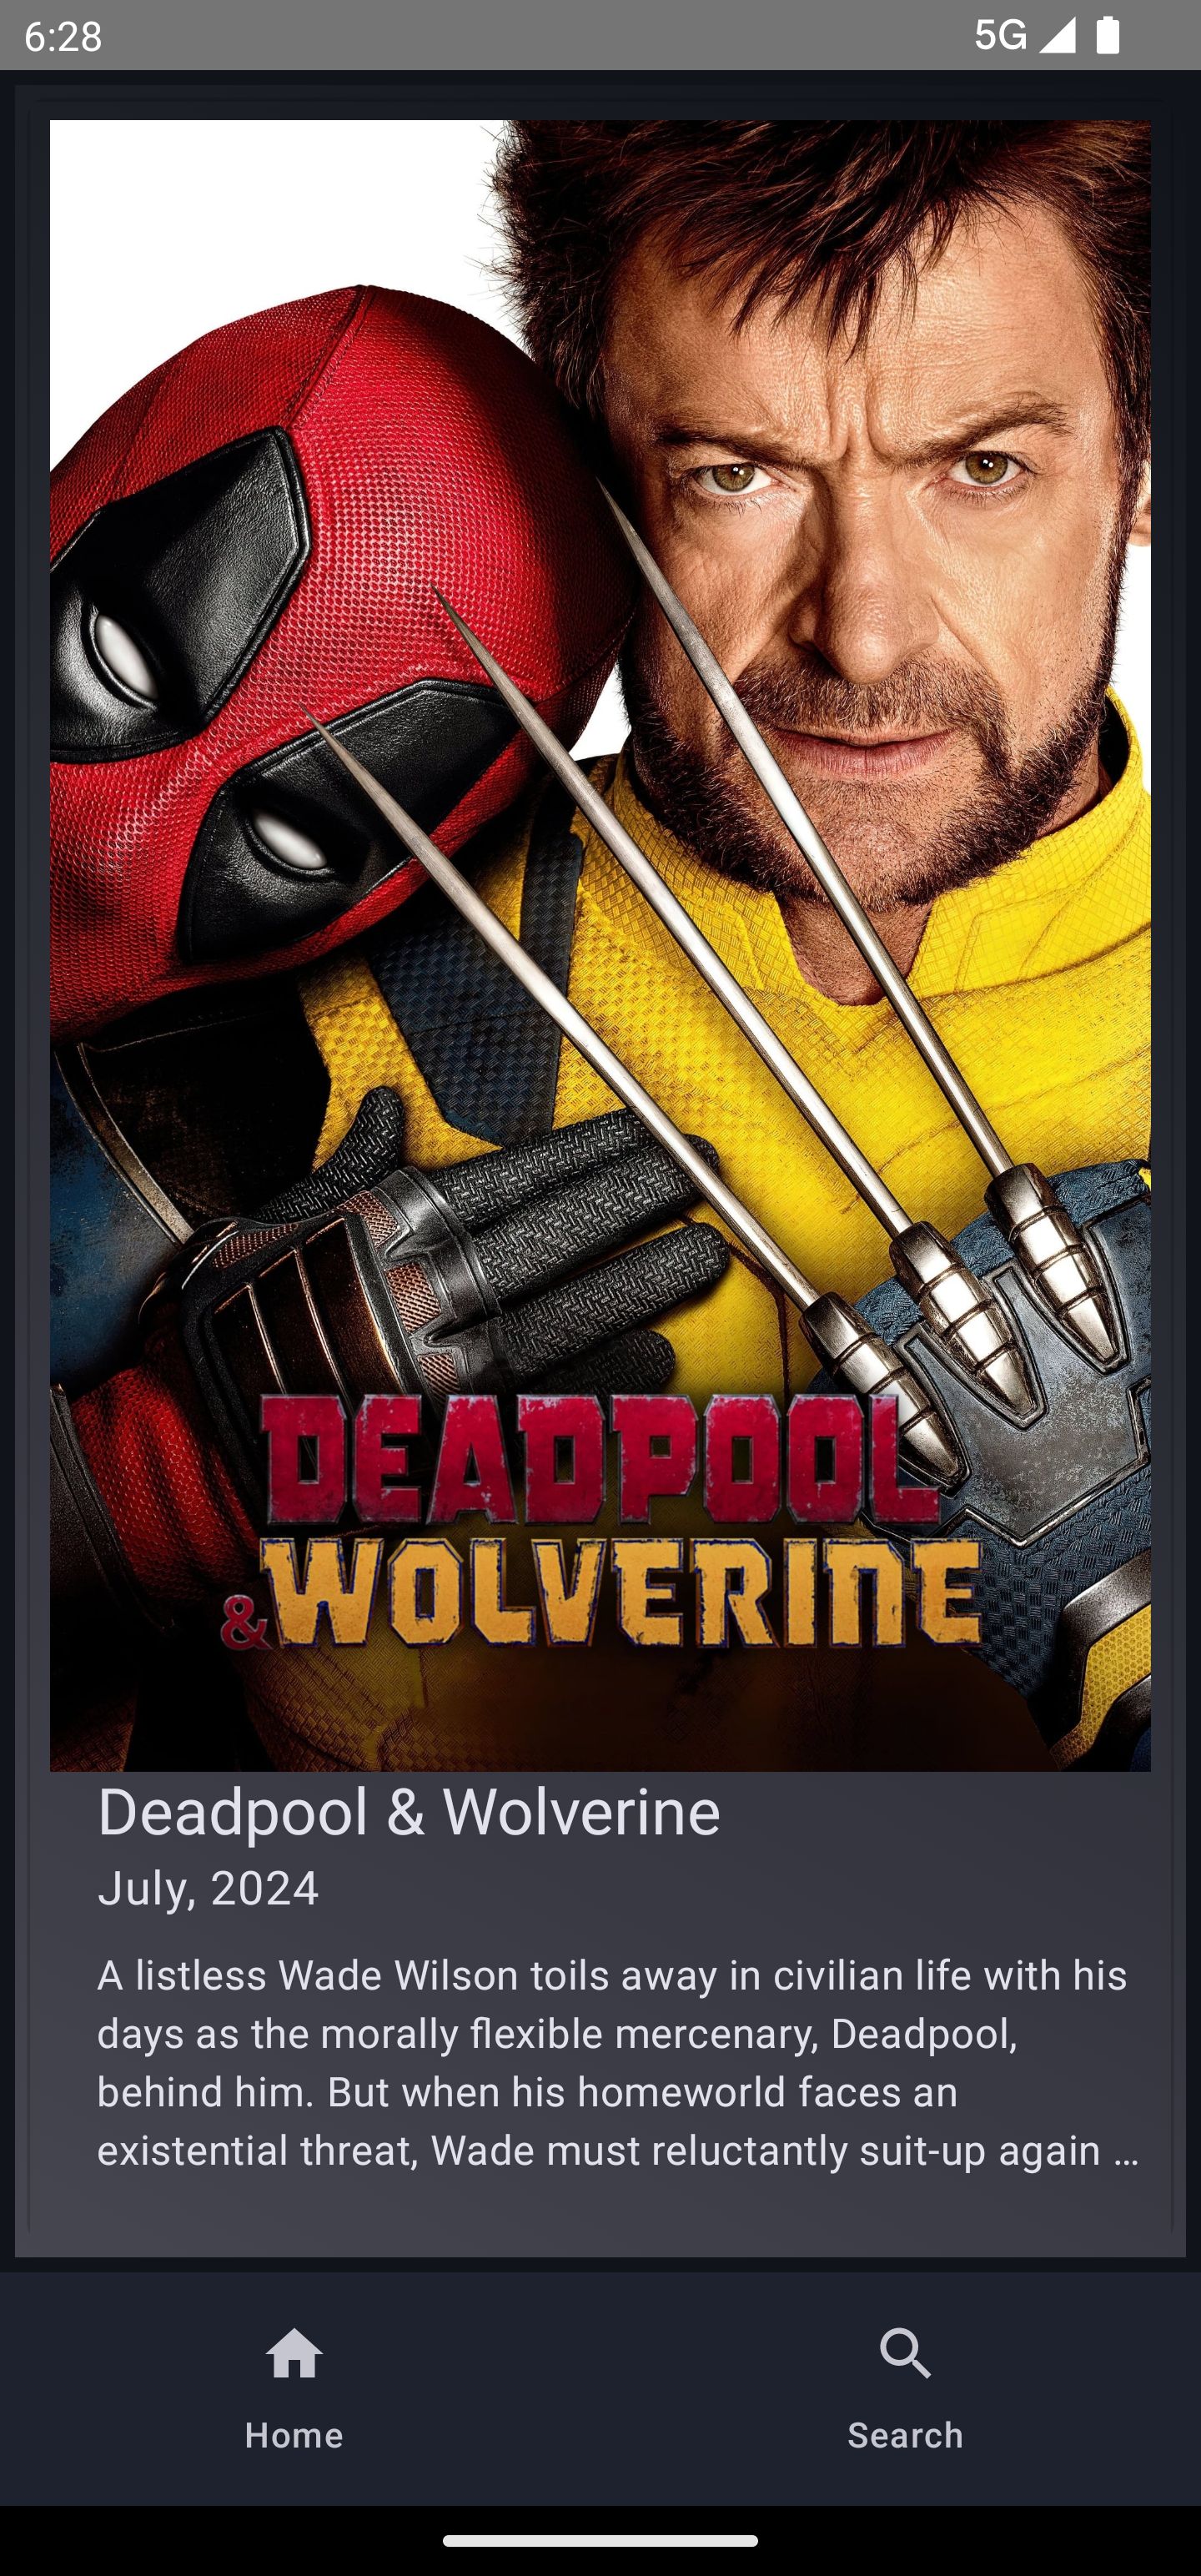 6:28
5G
DEADPOOL
&WOLVERINE
Deadpool & Wolverine
July, 2024
A listless Wade Wilson toils away in civilian life with his
days as the morally flexible mercenary, Deadpool,
behind him. But when his homeworld faces an
existential threat, Wade must reluctantly suit-up again …
Home
Search